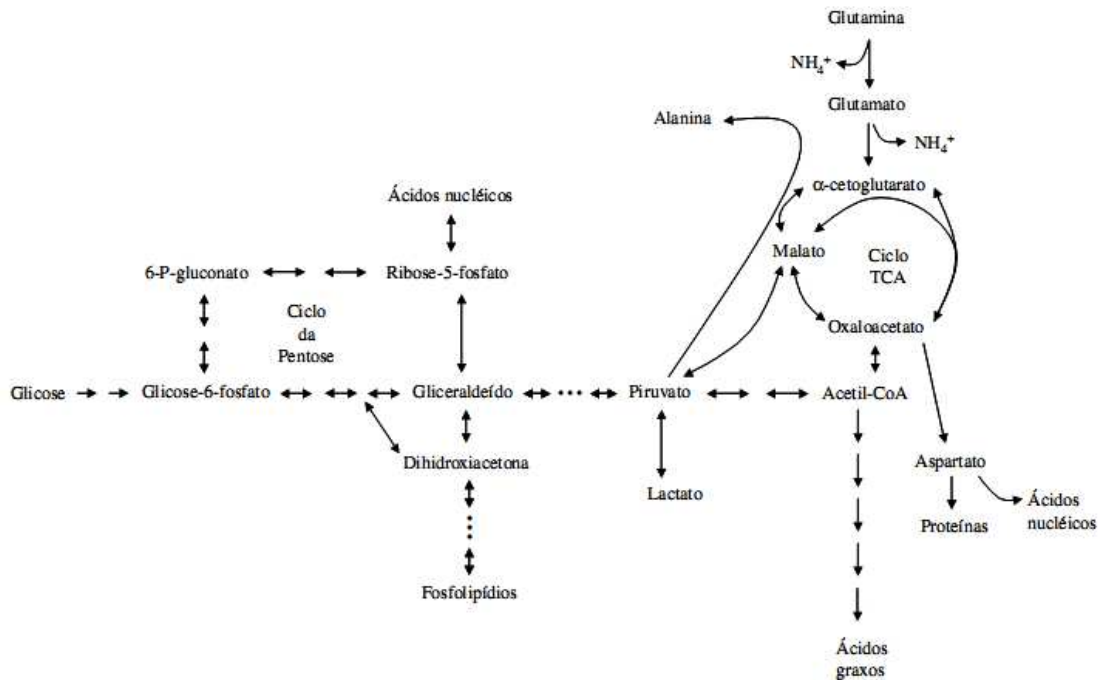 Glutamina
NH₄⁺
Glutamato
Alanina
NH₄⁺
α-cetoglutarato
Ácidos nucléicos
Malato
Ciclo
TCA
6-P-gluconato
Ribose-5-fosfato
Ciclo
da
Pentose
Oxaloacetato
Glicose
Glicose-6-fosfato
Gliceraldeído
Piruvato
Acetil-CoA
Dihidroxiacetona
Aspartato
Lactato
Ácidos
nucléicos
Proteínas
Fosfolipídios
Ácidos
graxos